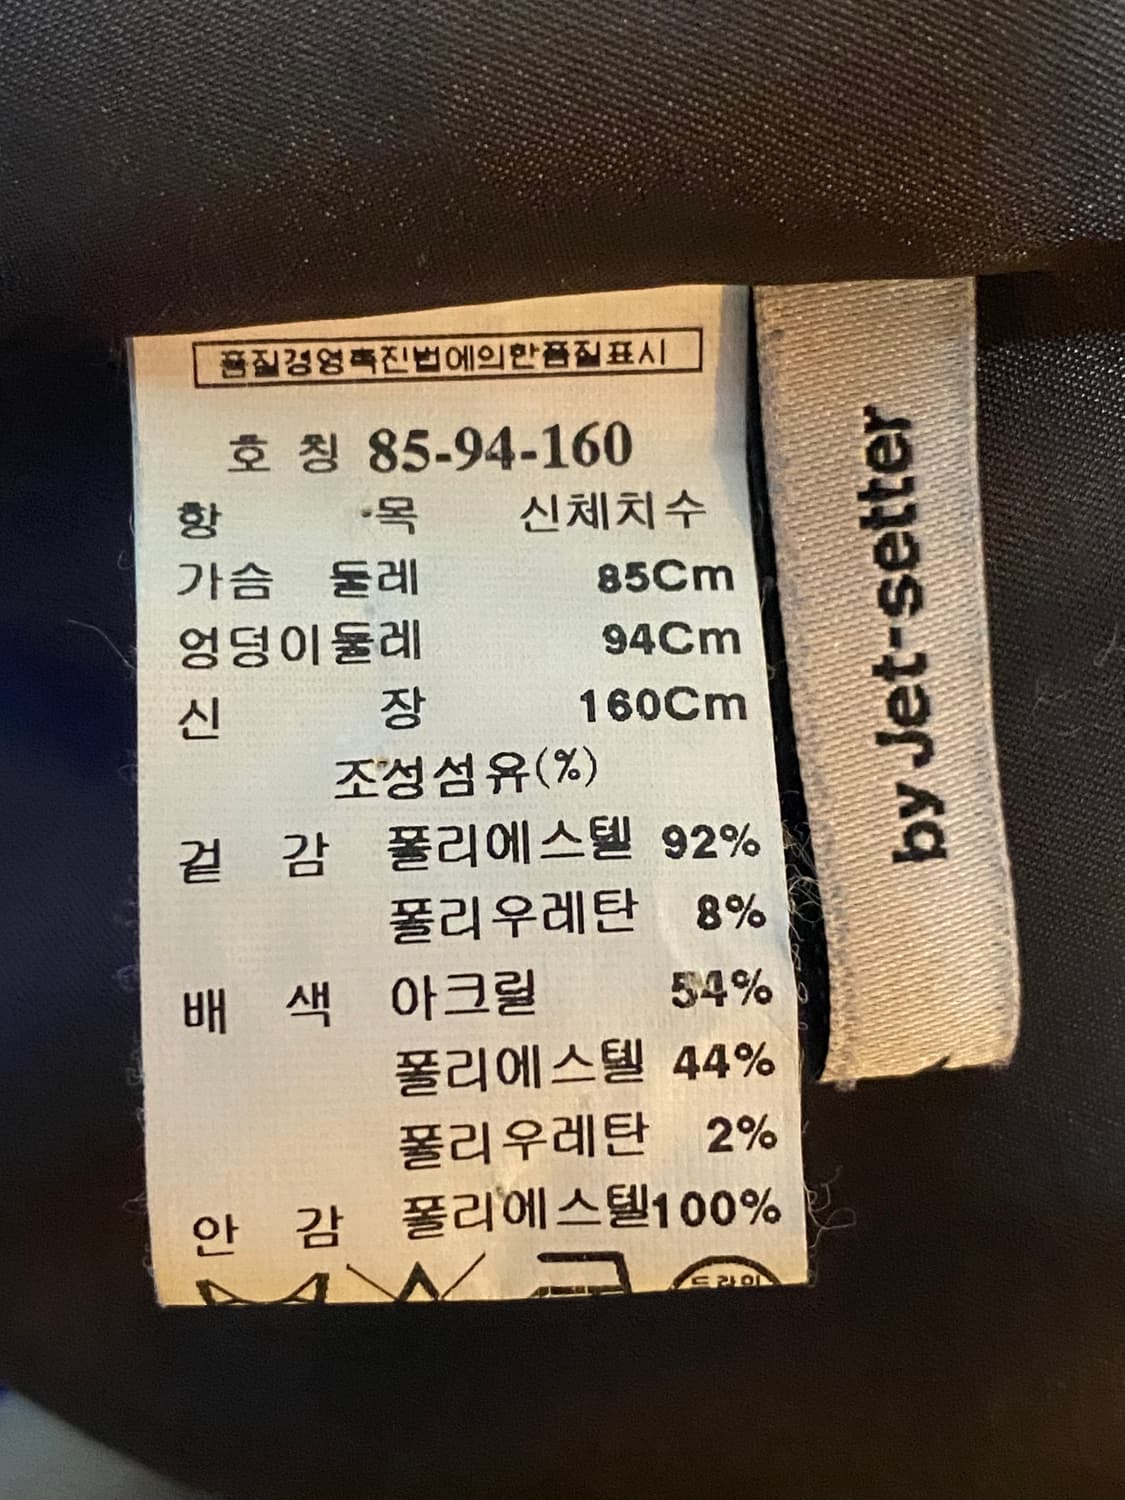 품질경영촉진법에의한품질표시
호 칭 85-94-160
항 목 신체치수
가슴 둘레 85Cm
엉덩이둘레 94Cm
신 장 160Cm
조성섬유(%)
겉 감 폴리에스텔 92%
폴리우레탄 8%
배 색 아크릴 54%
폴리에스텔 44%
폴리우레탄 2%
안 감 폴리에스텔100%
드라이
by Jet-setter